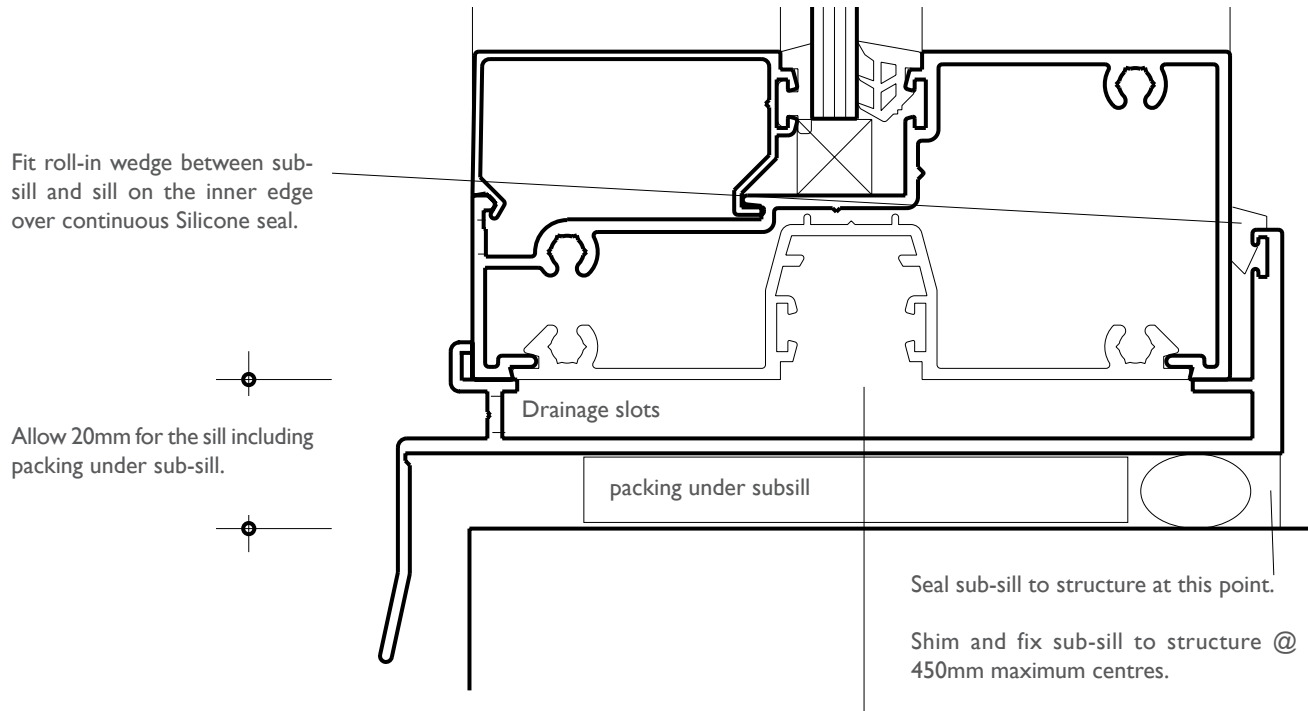 Fit roll-in wedge between sub-
sill and sill on the inner edge
over continuous Silicone seal.
Drainage slots
Allow 20mm for the sill including
packing under sub-sill.
packing under subsill
Seal sub-sill to structure at this point.
Shim and fix sub-sill to structure @
450mm maximum centres.